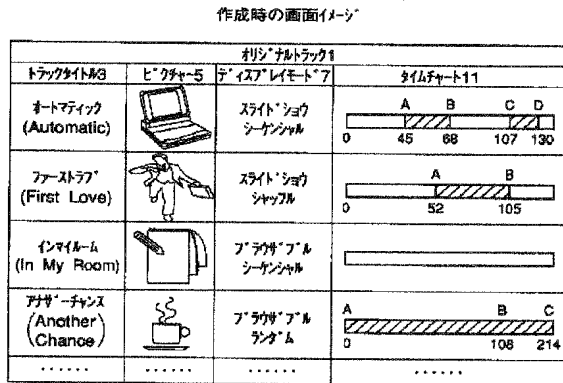 作成時の画面ｲﾒｰｼﾞ
ｵﾘｼﾞﾅﾙﾄﾗｯｸ1
ﾄﾗｯｸﾀｲﾄﾙ3 ﾋﾟｸﾁｬｰ5 ﾃﾞｨｽﾌﾟﾚｲﾓｰﾄﾞ7 ﾀｲﾑﾁｬｰﾄ11
ｵｰﾄﾏﾃｨｯｸ
(Automatic)
ｽﾗｲﾄﾞｼｮｳ
ｼｰｹﾝｼｬﾙ
A B C D
0 45 68 107 130
ﾌｧｰｽﾄﾗﾌﾞ
(First Love)
ｽﾗｲﾄﾞｼｮｳ
ｼｬｯﾌﾙ
A B
0 52 105
ｲﾝﾏｲﾙｰﾑ
(In My Room)
ﾌﾞﾗｳｻﾞﾌﾞﾙ
ｼｰｹﾝｼｬﾙ
ｱﾅｻﾞｰﾁｬﾝｽ
(Another
Chance)
ﾌﾞﾗｳｻﾞﾌﾞﾙ
ﾗﾝﾀﾞﾑ
A B C
0 108 214
...... ...... ...... ......